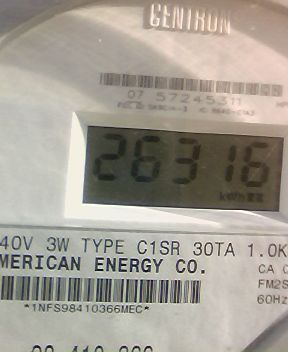 CENTRON
07 57245311
26316
kWh
40V 3W TYPE C1SR 30TA 1.0K
MERICAN ENERGY CO.
CA 0
FM2S
60Hz
*1NFS98410366MEC*